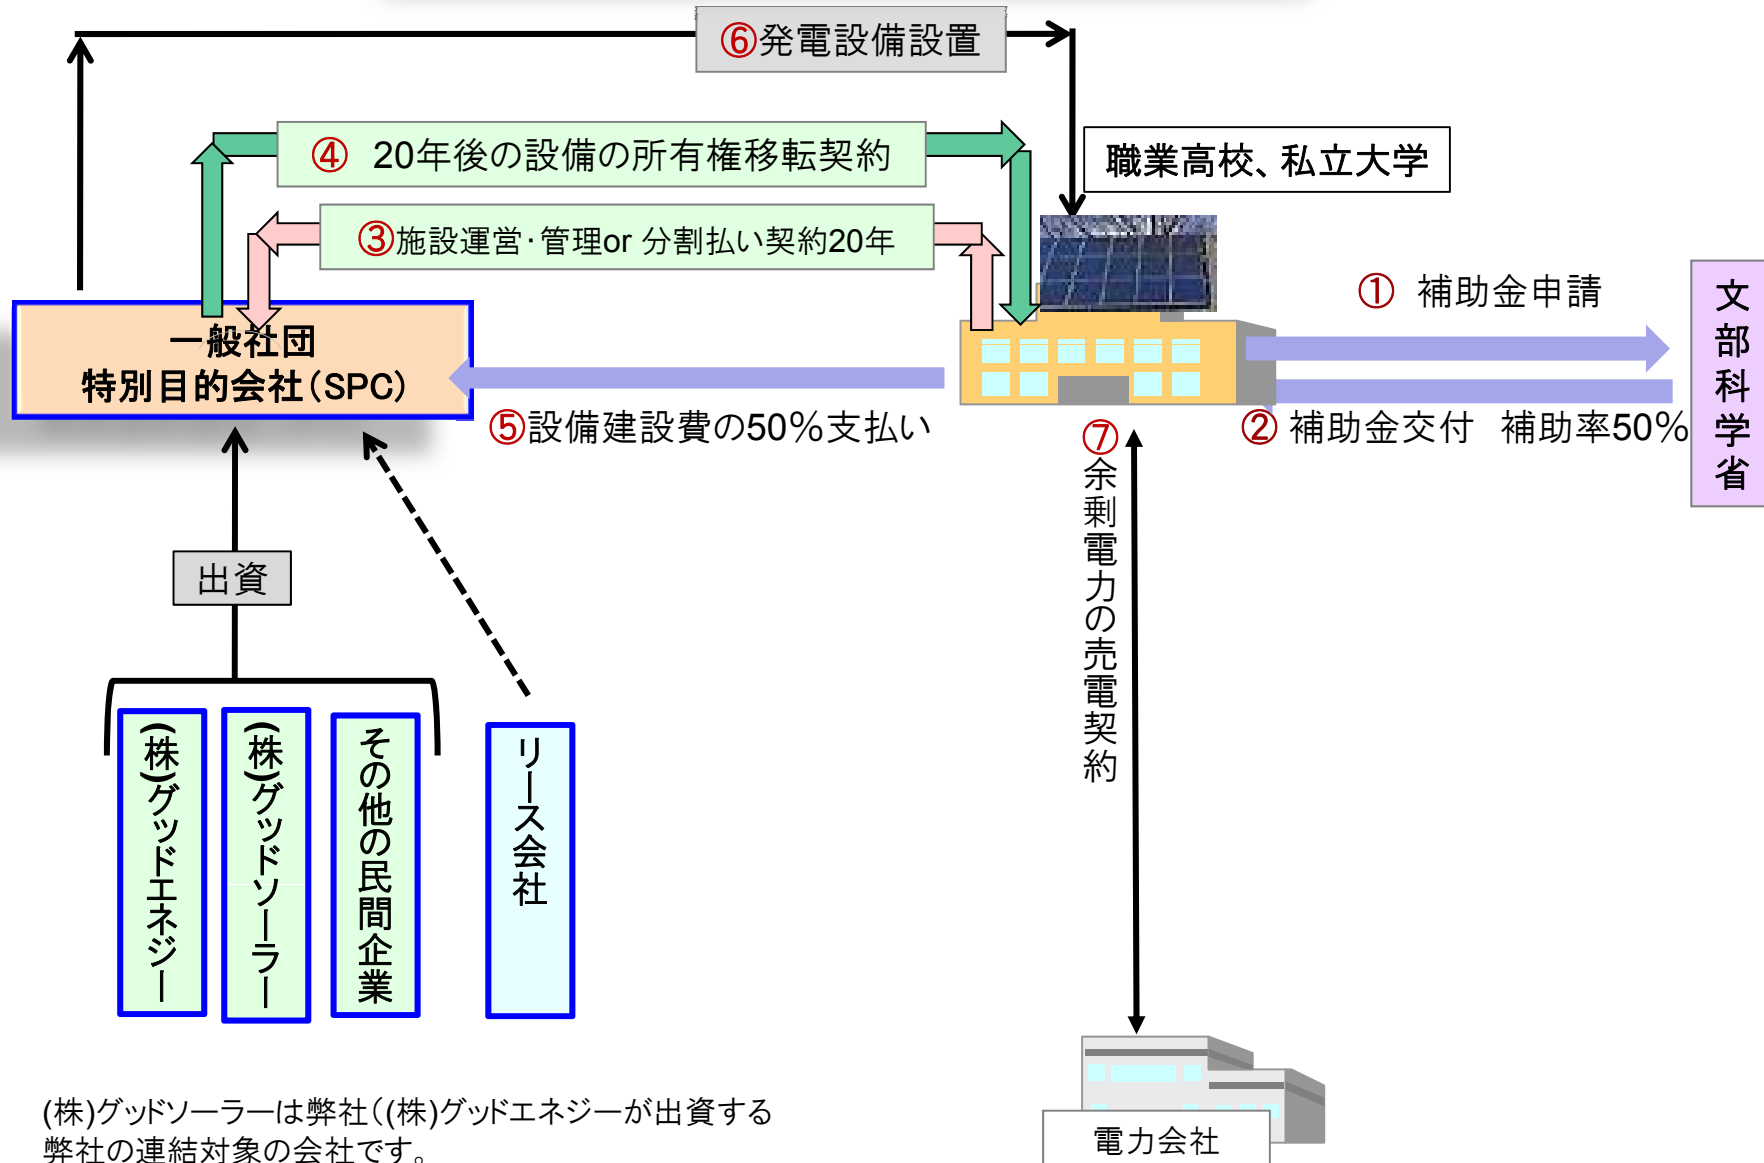 ⑥発電設備設置
④ 20年後の設備の所有権移転契約
職業高校、私立大学
③施設運営・管理or 分割払い契約20年
① 補助金申請
文部科学省
一般社団
特別目的会社(SPC)
⑤設備建設費の50%支払い
② 補助金交付 補助率50%
⑦余剰電力の売電契約
出資
(株)グッドエネジー
(株)グッドソーラー
その他の民間企業
リース会社
(株)グッドソーラーは弊社((株)グッドエネジーが出資する
弊社の連結対象の会社です。
電力会社